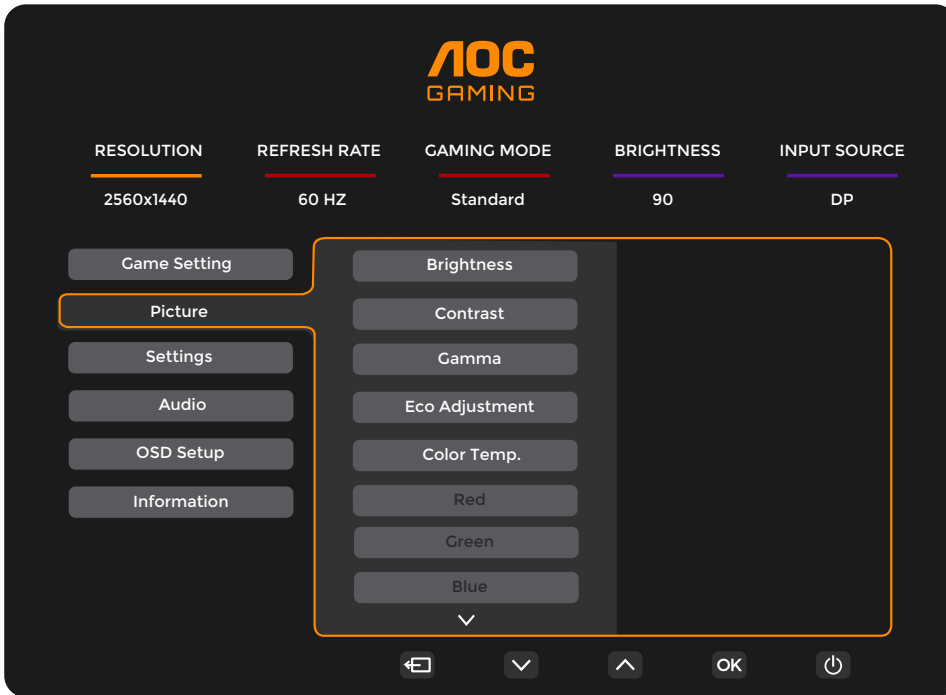 AOC
GAMING
RESOLUTION REFRESH RATE GAMING MODE BRIGHTNESS INPUT SOURCE
2560x1440 60 HZ Standard 90 DP
Game Setting
Picture
Settings
Audio
OSD Setup
Information
Brightness
Contrast
Gamma
Eco Adjustment
Color Temp.
Red
Green
Blue
OK